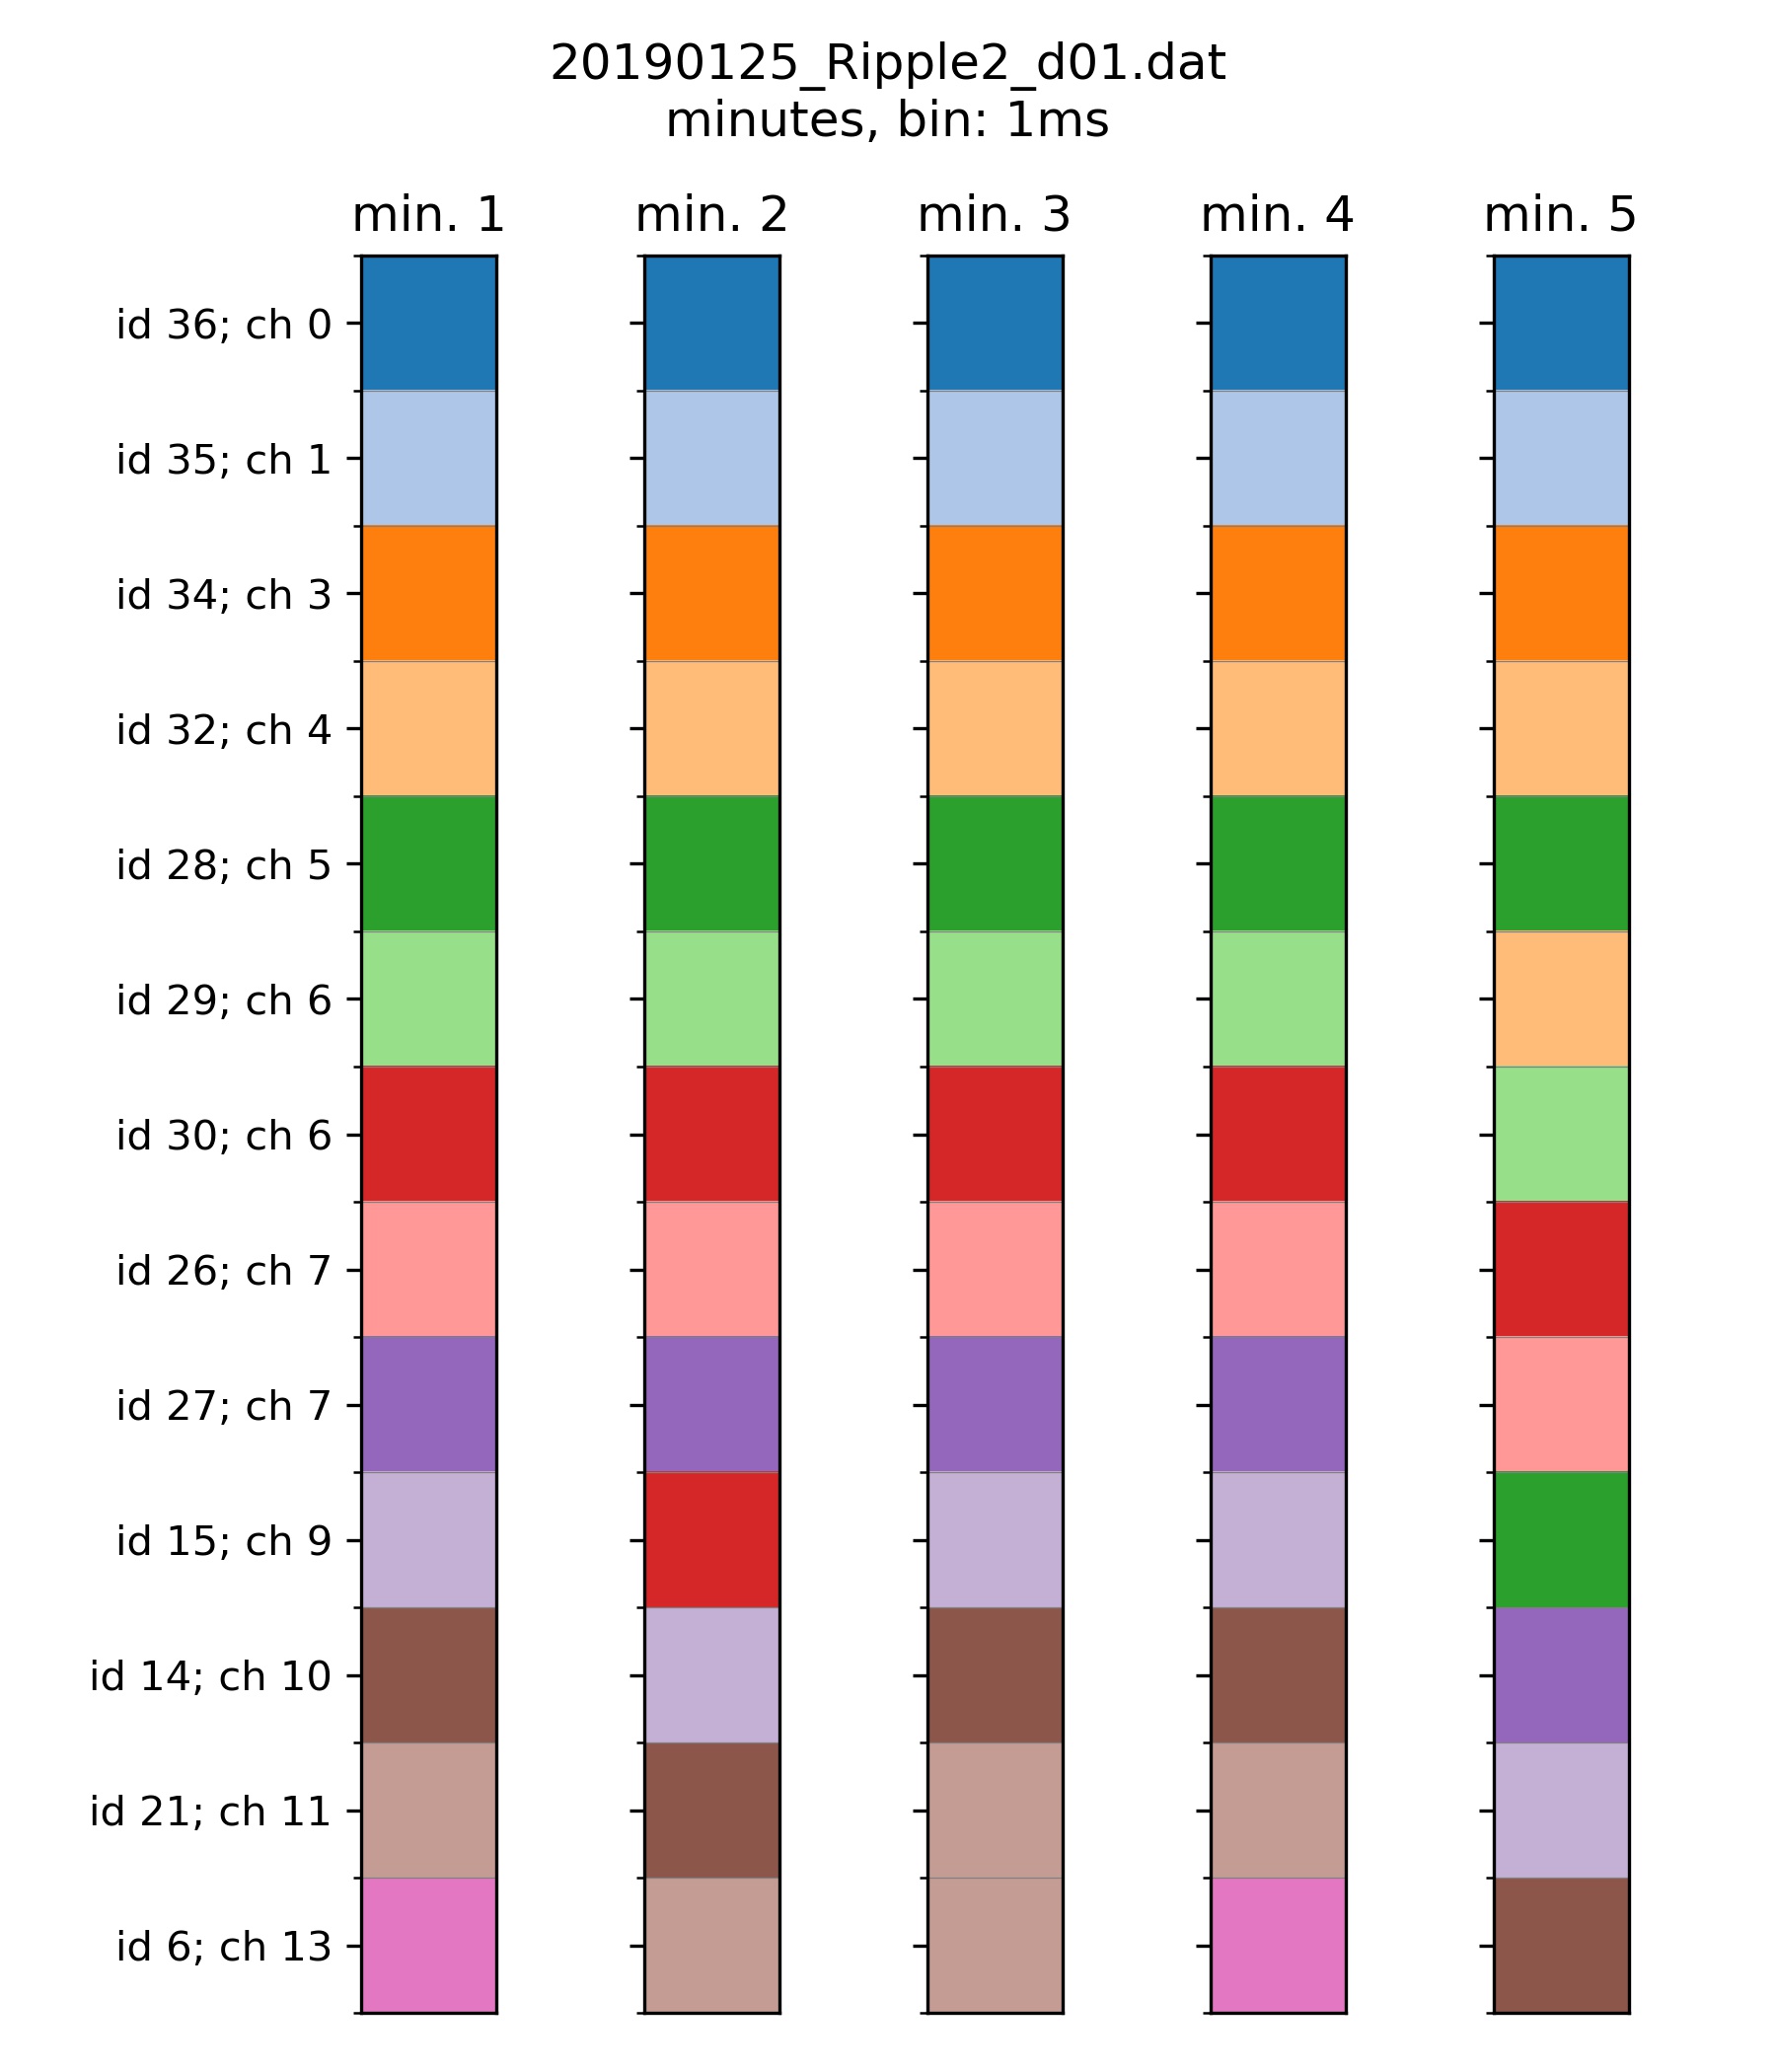 20190125_Ripple2_d01.dat
minutes, bin: 1ms
min. 1 min. 2 min. 3 min. 4 min. 5
id 36; ch 0
id 35; ch 1
id 34; ch 3
id 32; ch 4
id 28; ch 5
id 29; ch 6
id 30; ch 6
id 26; ch 7
id 27; ch 7
id 15; ch 9
id 14; ch 10
id 21; ch 11
id 6; ch 13